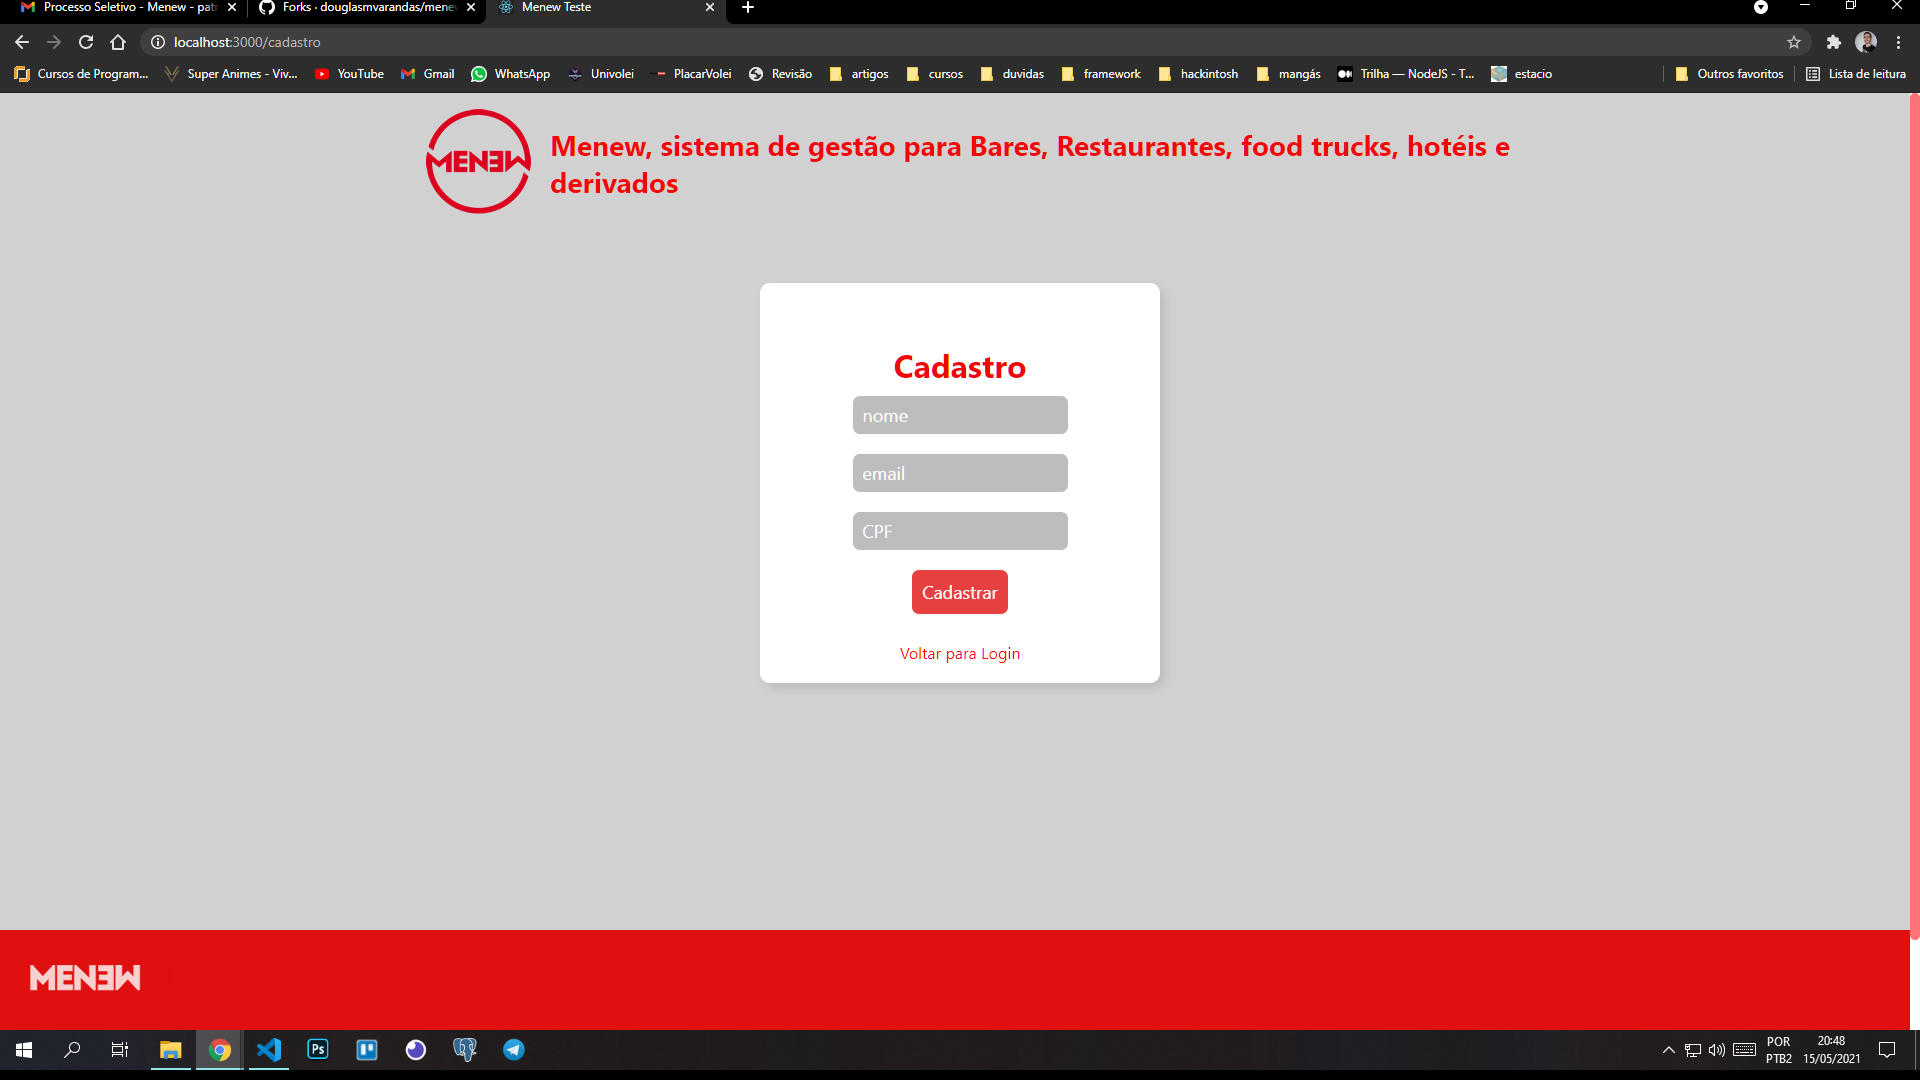 Processo Seletivo - Menew - patr
Forks · douglasmvarandas/menew
Menew Teste
localhost:3000/cadastro
Cursos de Program...
Super Animes - Viv...
YouTube
Gmail
WhatsApp
Univolei
PlacarVolei
Revisão
artigos
cursos
duvidas
framework
hackintosh
mangás
Trilha — NodeJS - T...
estacio
Outros favoritos
Lista de leitura
MENEW
Menew, sistema de gestão para Bares, Restaurantes, food trucks, hotéis e
derivados
Cadastro
nome
email
CPF
Cadastrar
Voltar para Login
MENEW
Ps
POR
PTB2
20:48
15/05/2021